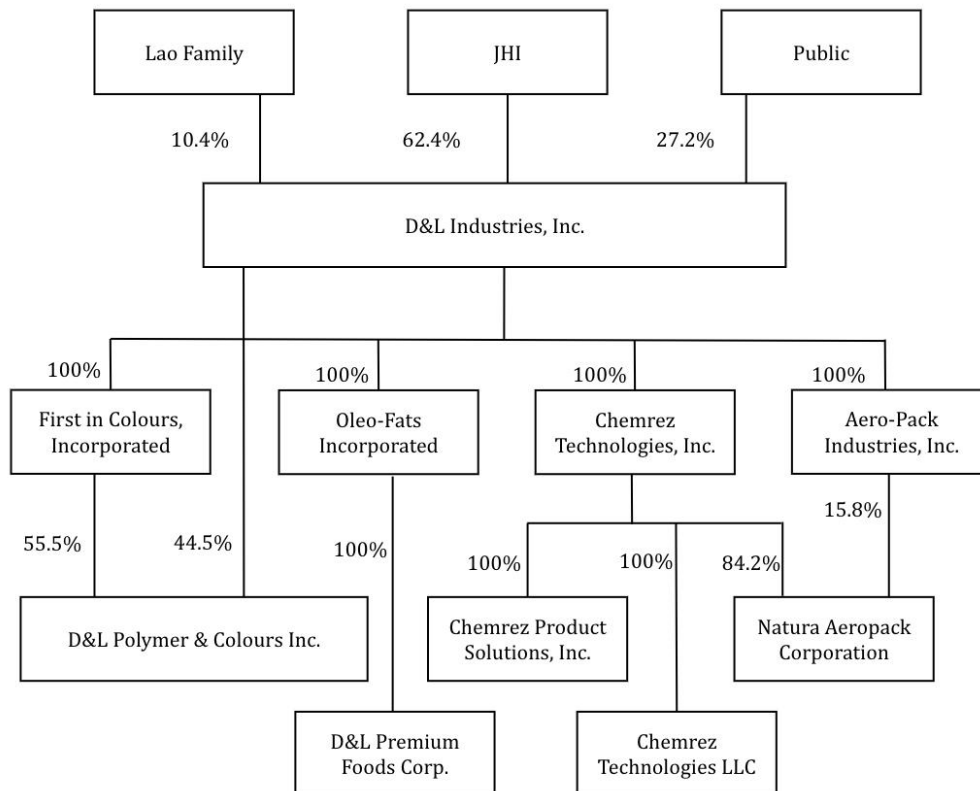 Lao Family
JHI
Public
10.4%
62.4%
27.2%
D&L Industries, Inc.
100%
100%
100%
100%
First in Colours,
Incorporated
Oleo-Fats
Incorporated
Chemrez
Technologies, Inc.
Aero-Pack
Industries, Inc.
55.5%
44.5%
100%
100%
100%
84.2%
15.8%
D&L Polymer & Colours Inc.
Chemrez Product
Solutions, Inc.
Natura Aeropack
Corporation
D&L Premium
Foods Corp.
Chemrez
Technologies LLC